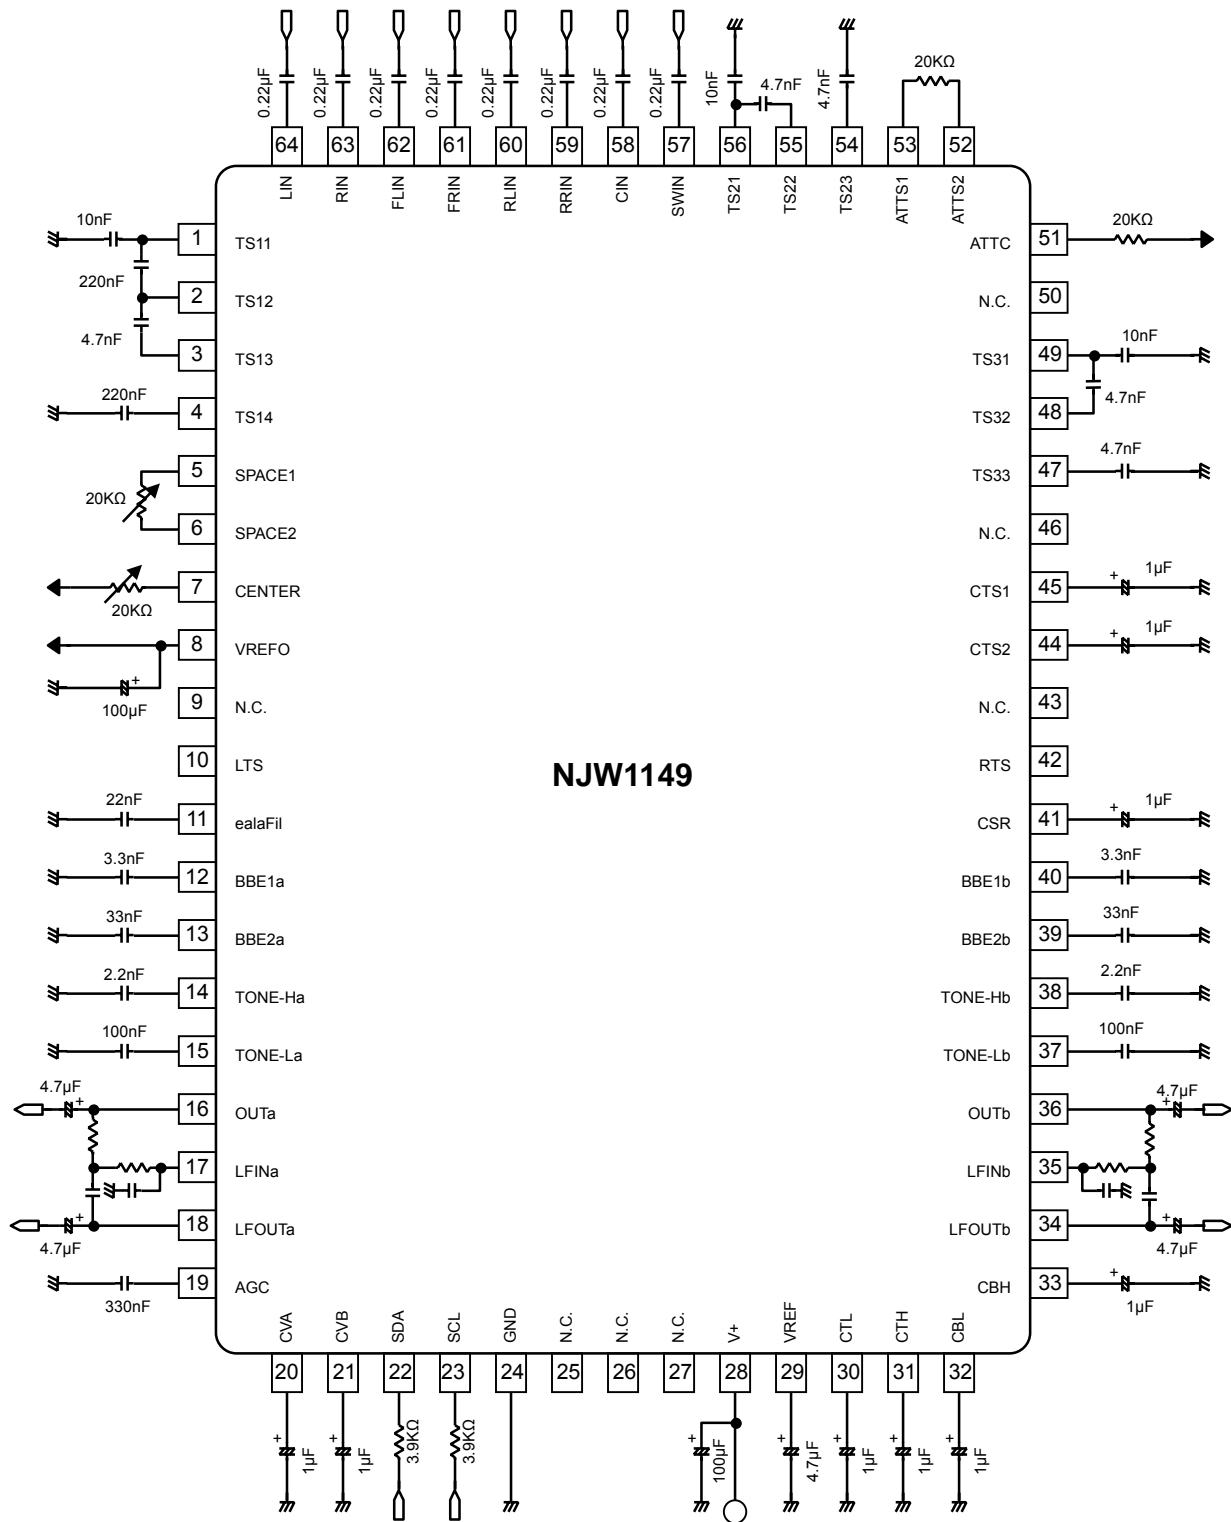 0.22µF
0.22µF
0.22µF
0.22µF
0.22µF
0.22µF
0.22µF
0.22µF
10nF
4.7nF
4.7nF
20KΩ
64 63 62 61 60 59 58 57 56 55 54 53 52
LIN RIN FLIN FRIN RLIN RRIN CIN SWIN TS21 TS22 TS23 ATTS1 ATTS2
10nF
1 TS11
ATTC 51
20KΩ
220nF
2 TS12
N.C. 50
4.7nF
3 TS13
TS31 49
10nF
220nF
4 TS14
TS32 48
4.7nF
5 SPACE1
TS33 47
4.7nF
20KΩ
6 SPACE2
N.C. 46
7 CENTER
20KΩ
CTS1 45
+ 1µF
8 VREFO
CTS2 44
+ 1µF
+
100µF
9 N.C.
N.C. 43
10 LTS
RTS 42
NJW1149
22nF
11 ealaFil
CSR 41
+ 1µF
3.3nF
12 BBE1a
BBE1b 40
3.3nF
33nF
13 BBE2a
BBE2b 39
33nF
2.2nF
14 TONE-Ha
TONE-Hb 38
2.2nF
100nF
15 TONE-La
TONE-Lb 37
100nF
4.7µF
+
16 OUTa
OUTb 36
4.7µF
+
17 LFINa
LFINb 35
+
18 LFOUTa
4.7µF
LFOUTb 34
+
4.7µF
19 AGC
330nF
CBH 33
+
1µF
CVA CVB SDA SCL GND N.C. N.C. N.C. V+ VREF CTL CTH CBL
20 21 22 23 24 25 26 27 28 29 30 31 32
+ 1µF
+ 1µF
3.9KΩ
3.9KΩ
+ 100µF
+ 4.7µF
+ 1µF
+ 1µF
+ 1µF